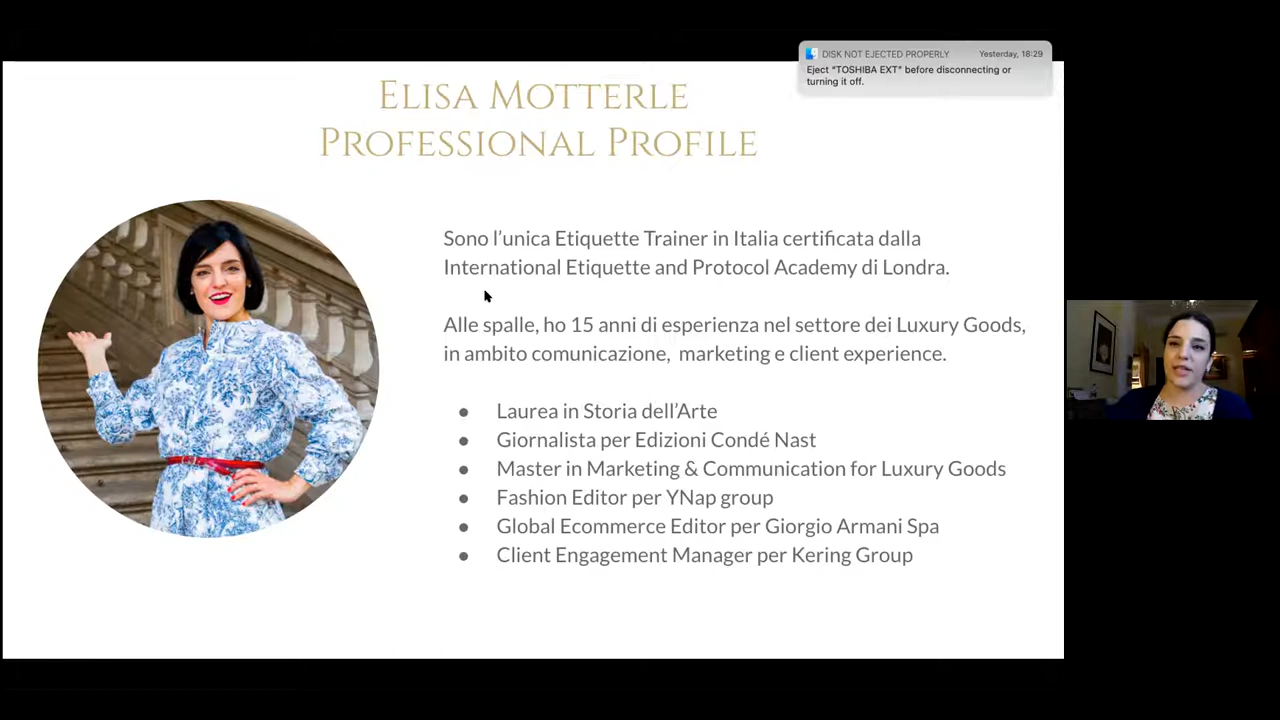 DISK NOT EJECTED PROPERLY Yesterday, 18:29
Eject “TOSHIBA EXT” before disconnecting or
turning it off.
Elisa Motterle
Professional Profile
Sono l’unica Etiquette Trainer in Italia certificata dalla
International Etiquette and Protocol Academy di Londra.
Alle spalle, ho 15 anni di esperienza nel settore dei Luxury Goods,
in ambito comunicazione, marketing e client experience.
● Laurea in Storia dell’Arte
● Giornalista per Edizioni Condé Nast
● Master in Marketing & Communication for Luxury Goods
● Fashion Editor per YNap group
● Global Ecommerce Editor per Giorgio Armani Spa
● Client Engagement Manager per Kering Group